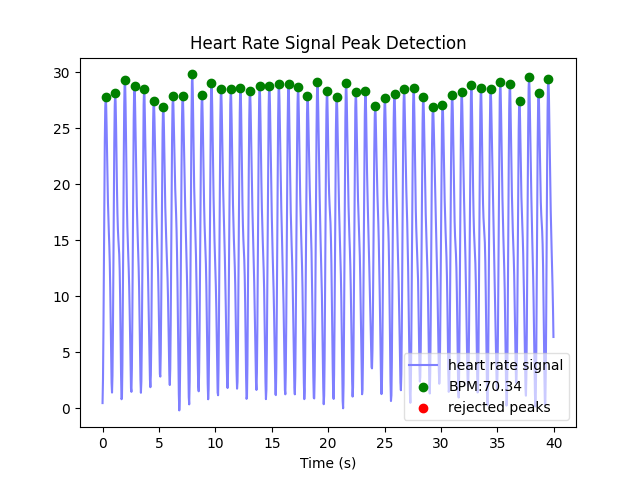 Heart Rate Signal Peak Detection
30
25
20
15
10
5
0
heart rate signal
BPM:70.34
rejected peaks
0 5 10 15 20 25 30 35 40
Time (s)